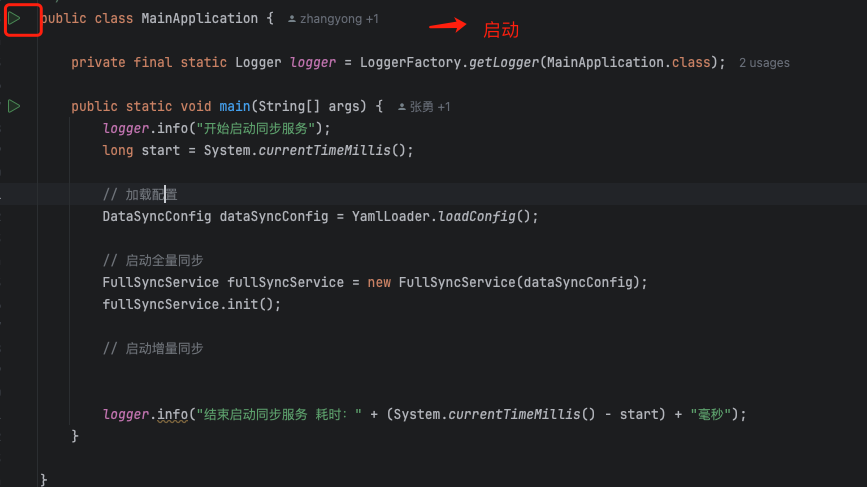 public class MainApplication { zhangyong +1
启动
private final static Logger logger = LoggerFactory.getLogger(MainApplication.class); 2 usages
public static void main(String[] args) { 张勇 +1
logger.info("开始启动同步服务");
long start = System.currentTimeMillis();
// 加载配置
DataSyncConfig dataSyncConfig = YamlLoader.loadConfig();
// 启动全量同步
FullSyncService fullSyncService = new FullSyncService(dataSyncConfig);
fullSyncService.init();
// 启动增量同步
logger.info("结束启动同步服务 耗时：" + (System.currentTimeMillis() - start) + "毫秒");
}
}